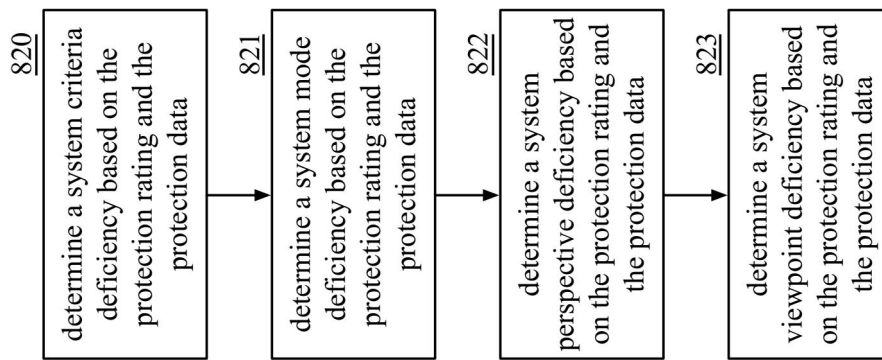 820
determine a system criteria
deficiency based on the
protection rating and the
protection data
821
determine a system mode
deficiency based on the
protection rating and the
protection data
822
determine a system
perspective deficiency based
on the protection rating and
the protection data
823
determine a system
viewpoint deficiency based
on the protection rating and
the protection data